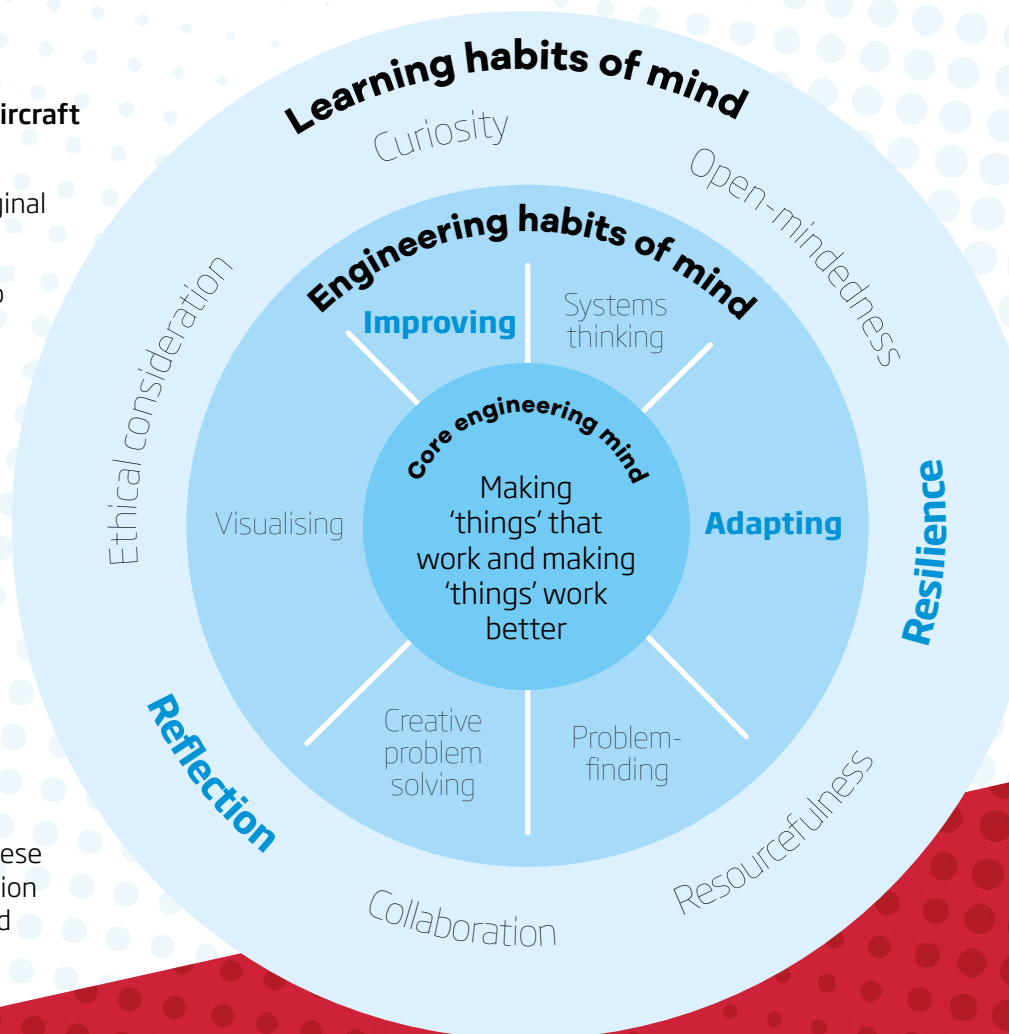 ircraft
ginal
o
ese
ion
d
Learning habits of mind
Curiosity
Open-mindedness
Resilience
Resourcefulness
Collaboration
Reflection
Ethical consideration
Engineering habits of mind
Improving
Systems
thinking
Adapting
Problem-
finding
Creative
problem
solving
Visualising
Core engineering mind
Making
‘things’ that
work and making
‘things’ work
better